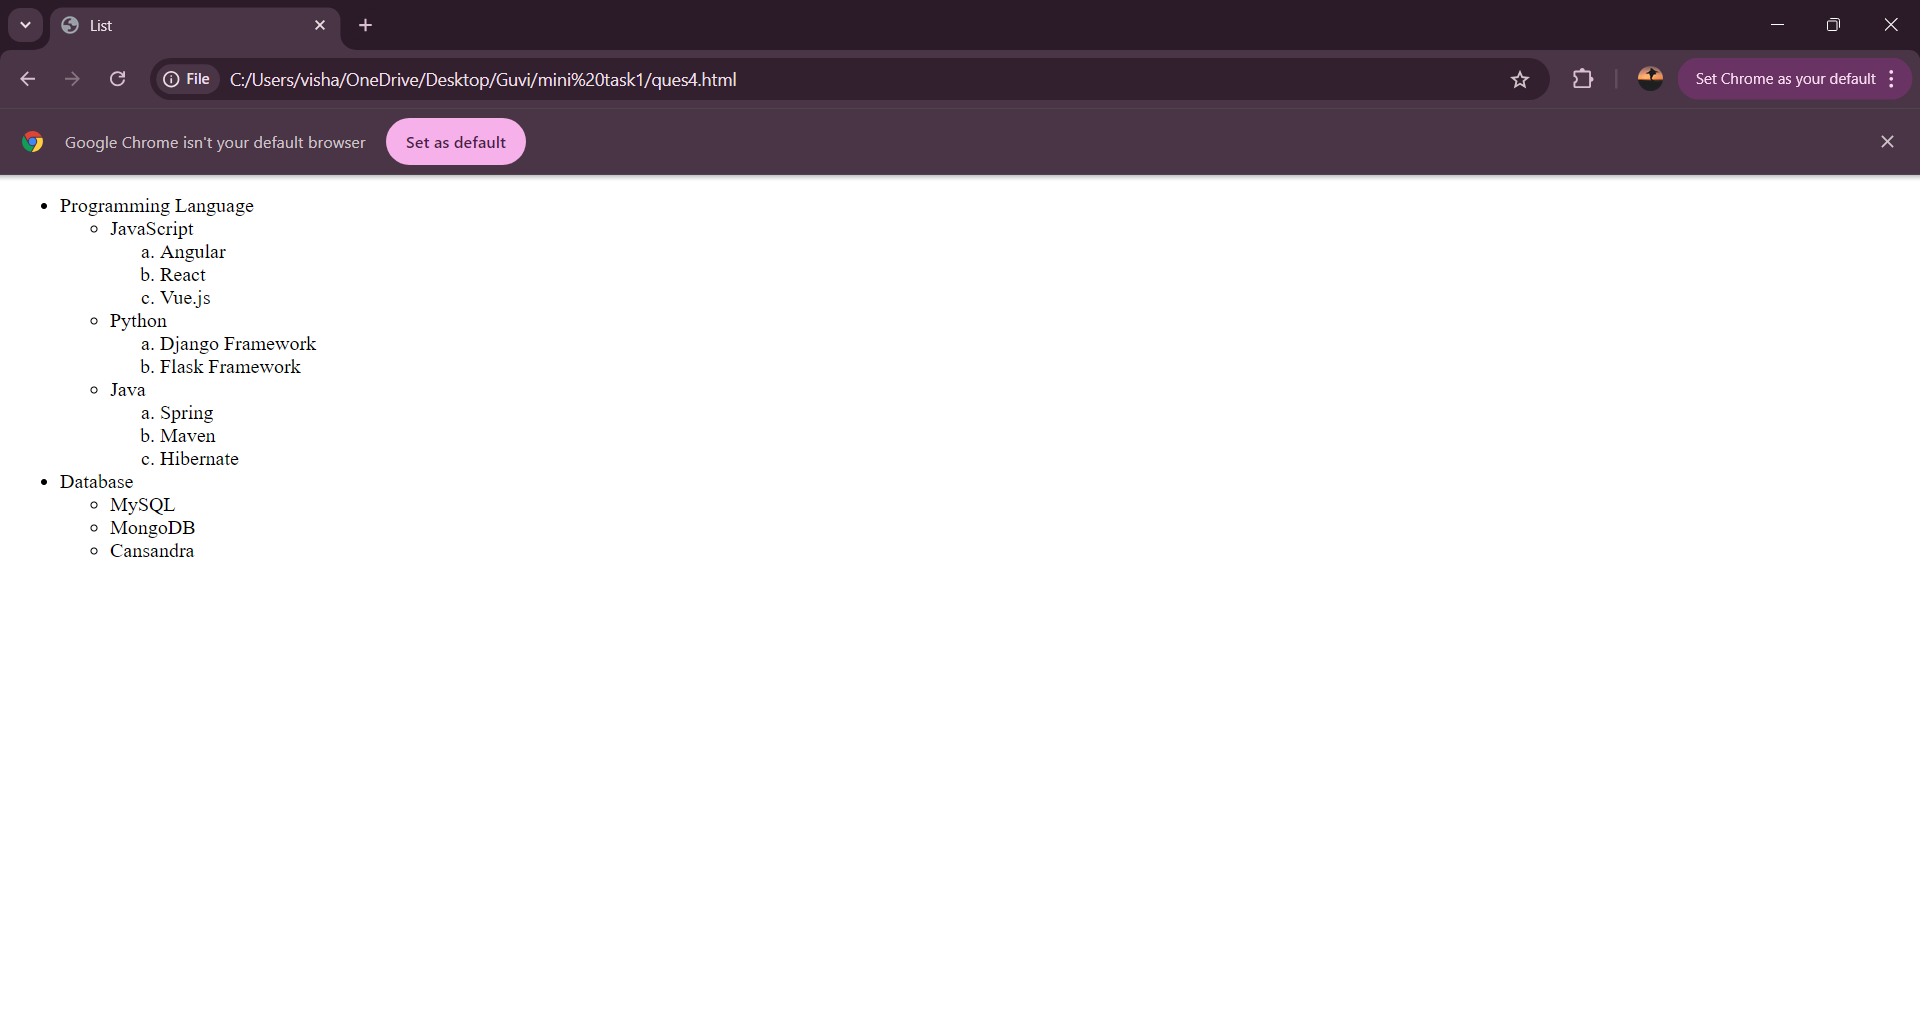 List
File
C:/Users/visha/OneDrive/Desktop/Guvi/mini%20task1/ques4.html
Set Chrome as your default
Google Chrome isn't your default browser
Set as default
Programming Language
JavaScript
a. Angular
b. React
c. Vue.js
Python
a. Django Framework
b. Flask Framework
Java
a. Spring
b. Maven
c. Hibernate
Database
MySQL
MongoDB
Cansandra